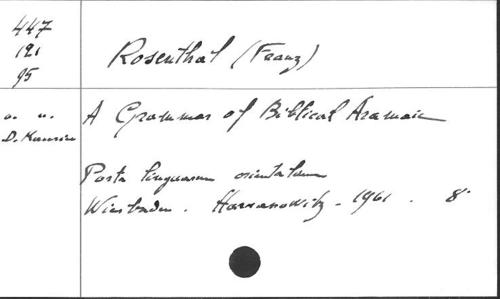 447
121
95
Rosenthal (Franz)
A Grammar of Biblical Aramaic
Porta linguarum orientalium
Wiesbaden. Harrassowitz - 1961. 8°